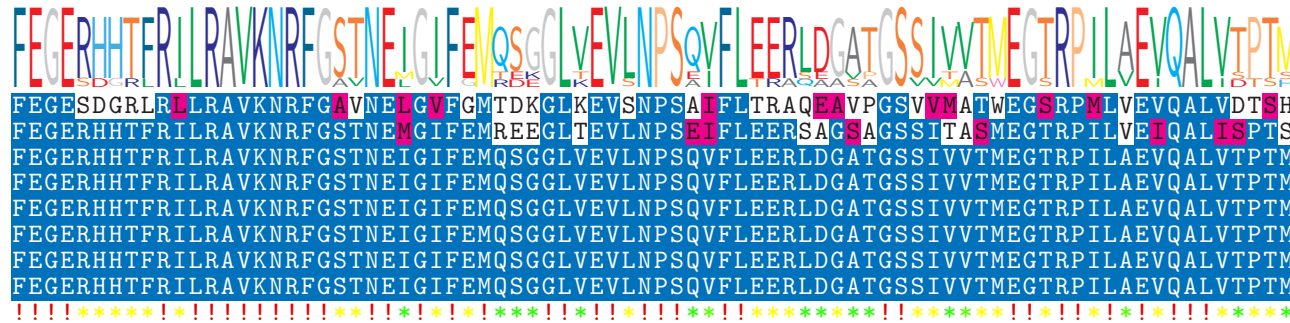 FEGERHHTFRILRAVKNRFGSTNEIGIFEMQSGGLVEVLNPSQVFLEERLDGATGSSIVVTMEGTRPILAEVQALVTPTM
FEGESDGRLRLLRAVKNRFGAVNELGVFGMTDKGLKEVSNPSAIFLTRAQEAVPGSVVMATWEGSRPMLVEVQALVDTSH
FEGERHHTFRILRAVKNRFGSTNEMGIFEMREEGLTEVLNPSEIFLEERSAGSAGSSITASMEGTRPILVEIQALISPTS
FEGERHHTFRILRAVKNRFGSTNEIGIFEMQSGGLVEVLNPSQVFLEERLDGATGSSIVVTMEGTRPILAEVQALVTPTM
FEGERHHTFRILRAVKNRFGSTNEIGIFEMQSGGLVEVLNPSQVFLEERLDGATGSSIVVTMEGTRPILAEVQALVTPTM
FEGERHHTFRILRAVKNRFGSTNEIGIFEMQSGGLVEVLNPSQVFLEERLDGATGSSIVVTMEGTRPILAEVQALVTPTM
FEGERHHTFRILRAVKNRFGSTNEIGIFEMQSGGLVEVLNPSQVFLEERLDGATGSSIVVTMEGTRPILAEVQALVTPTM
FEGERHHTFRILRAVKNRFGSTNEIGIFEMQSGGLVEVLNPSQVFLEERLDGATGSSIVVTMEGTRPILAEVQALVTPTM
FEGERHHTFRILRAVKNRFGSTNEIGIFEMQSGGLVEVLNPSQVFLEERLDGATGSSIVVTMEGTRPILAEVQALVTPTM
!!!!*****!*!!!!!!!!!**!!*!*!*!***!!*!!*!!!**!!********!!******!!*!!*!*!*!!!*****